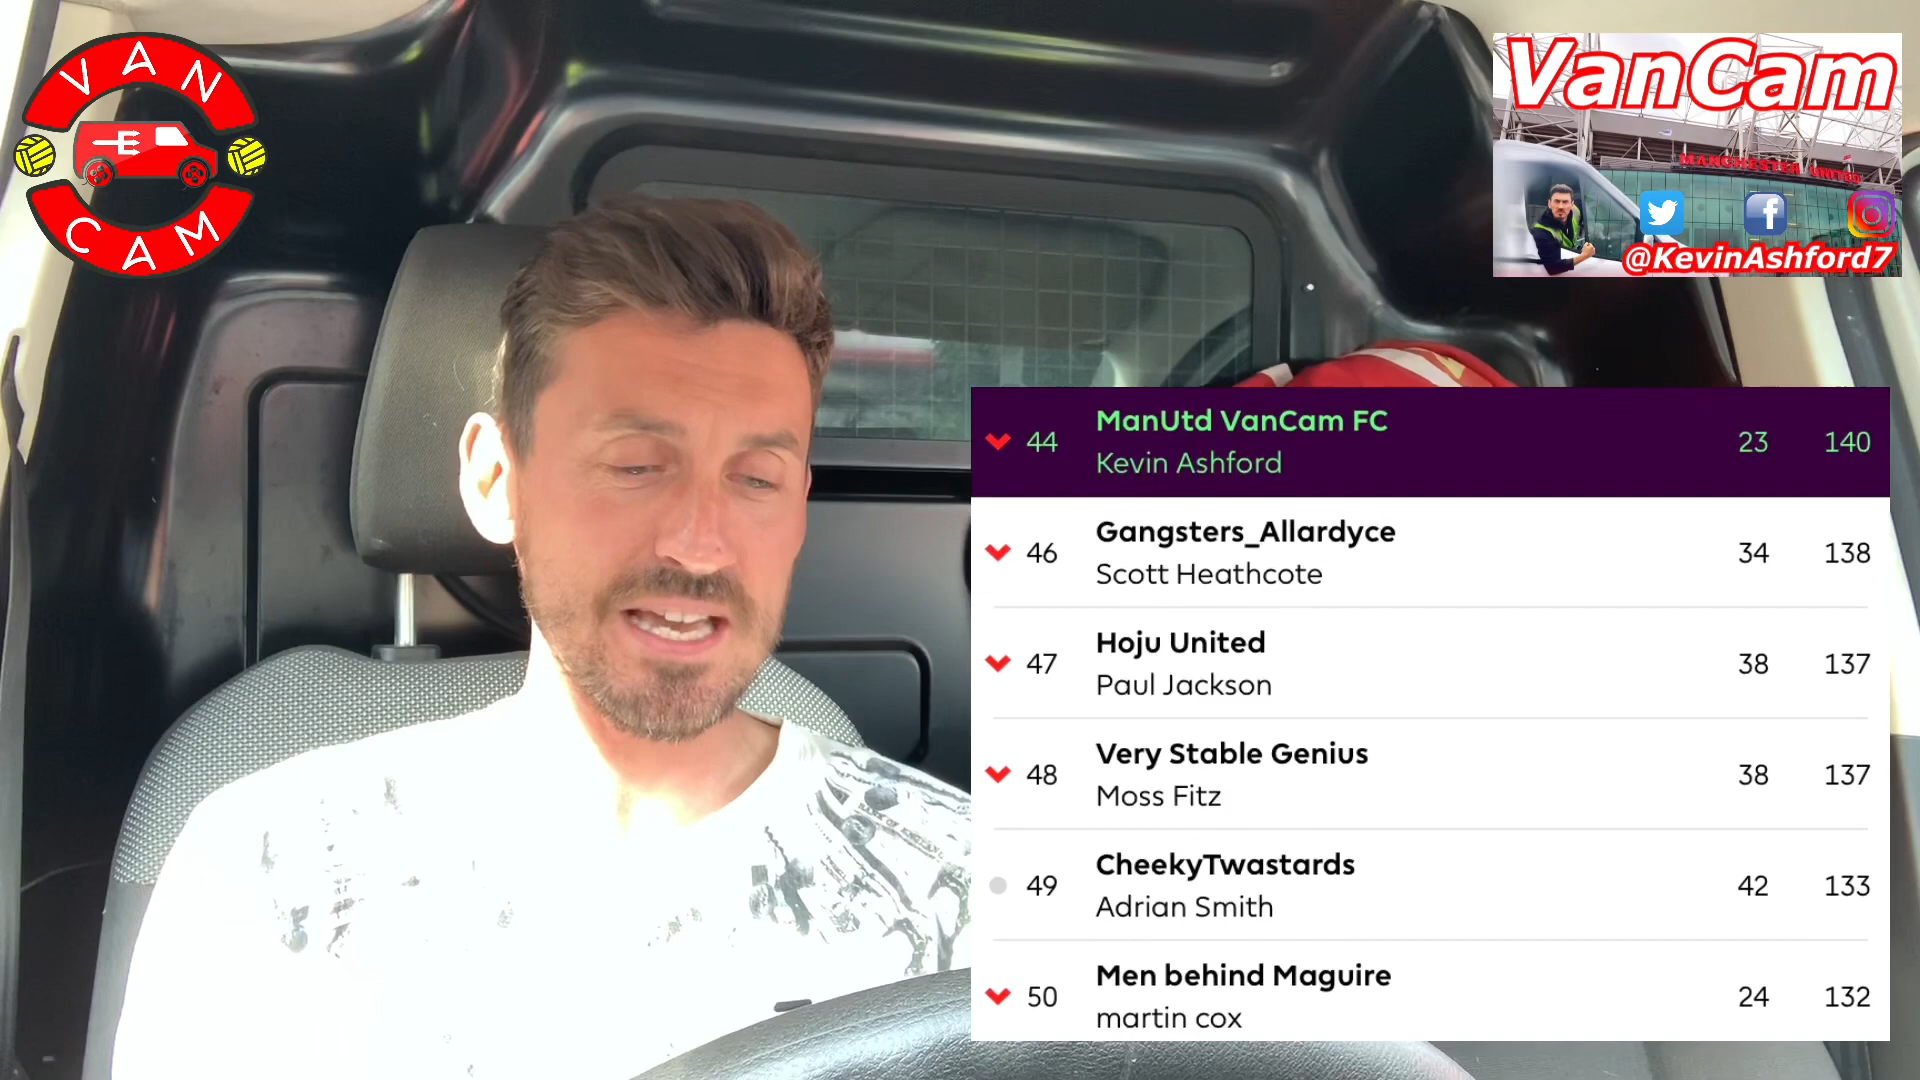 VAN
CAM
VanCam
MANCHESTER UNITED
@KevinAshford7
44 ManUtd VanCam FC 23 140
Kevin Ashford
46 Gangsters_Allardyce 34 138
Scott Heathcote
47 Hoju United 38 137
Paul Jackson
48 Very Stable Genius 38 137
Moss Fitz
49 CheekyTwastards 42 133
Adrian Smith
50 Men behind Maguire 24 132
martin cox